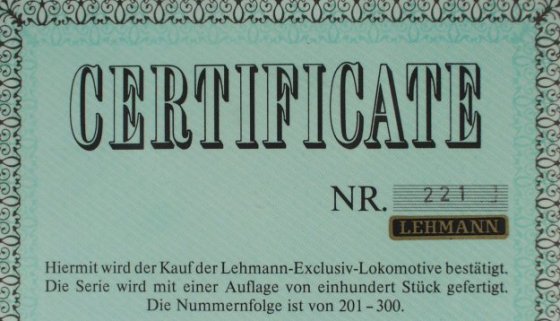 CERTIFICATE
NR. 221
LEHMANN
Hiermit wird der Kauf der Lehmann-Exclusiv-Lokomotive bestätigt.
Die Serie wird mit einer Auflage von einhundert Stück gefertigt.
Die Nummernfolge ist von 201 – 300.